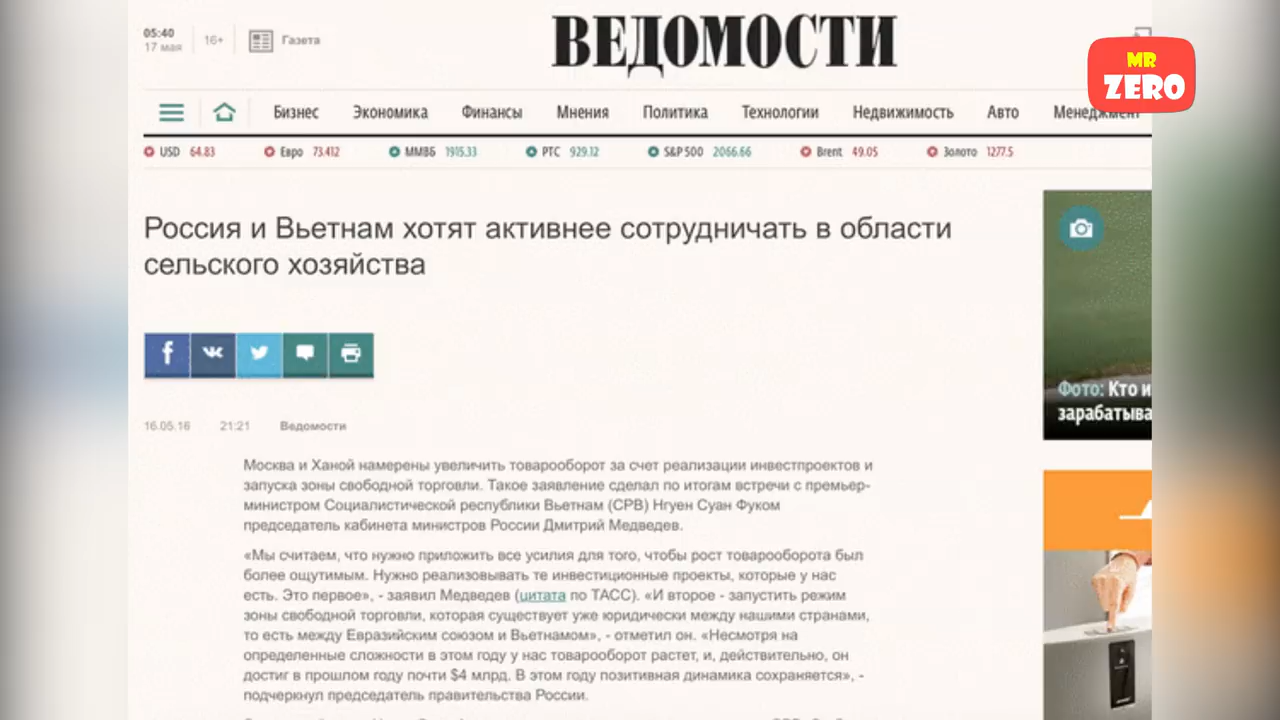 05:40
17 мая
16+
Газета
ВЕДОМОСТИ
MR
ZERO
Бизнес Экономика Финансы Мнения Политика Технологии Недвижимость Авто Менеджмент
USD 64.83 Евро 73.412 ММВБ 1915.33 РТС 929.12 S&P 500 2066.66 Brent 49.05 Золото 1277.5
Россия и Вьетнам хотят активнее сотрудничать в области
сельского хозяйства
Фото: Кто и
зарабатыва
16.05.16 21:21 Ведомости
Москва и Ханой намерены увеличить товарооборот за счет реализации инвестпроектов и
запуска зоны свободной торговли. Такое заявление сделал по итогам встречи с премьер-
министром Социалистической республики Вьетнам (СРВ) Нгуен Суан Фуком
председатель кабинета министров России Дмитрий Медведев.
«Мы считаем, что нужно приложить все усилия для того, чтобы рост товарооборота был
более ощутимым. Нужно реализовывать те инвестиционные проекты, которые у нас
есть. Это первое», - заявил Медведев (цитата по ТАСС). «И второе - запустить режим
зоны свободной торговли, которая существует уже юридически между нашими странами,
то есть между Евразийским союзом и Вьетнамом», - отметил он. «Несмотря на
определенные сложности в этом году у нас товарооборот растет, и, действительно, он
достиг в прошлом году почти $4 млрд. В этом году позитивная динамика сохраняется», -
подчеркнул председатель правительства России.